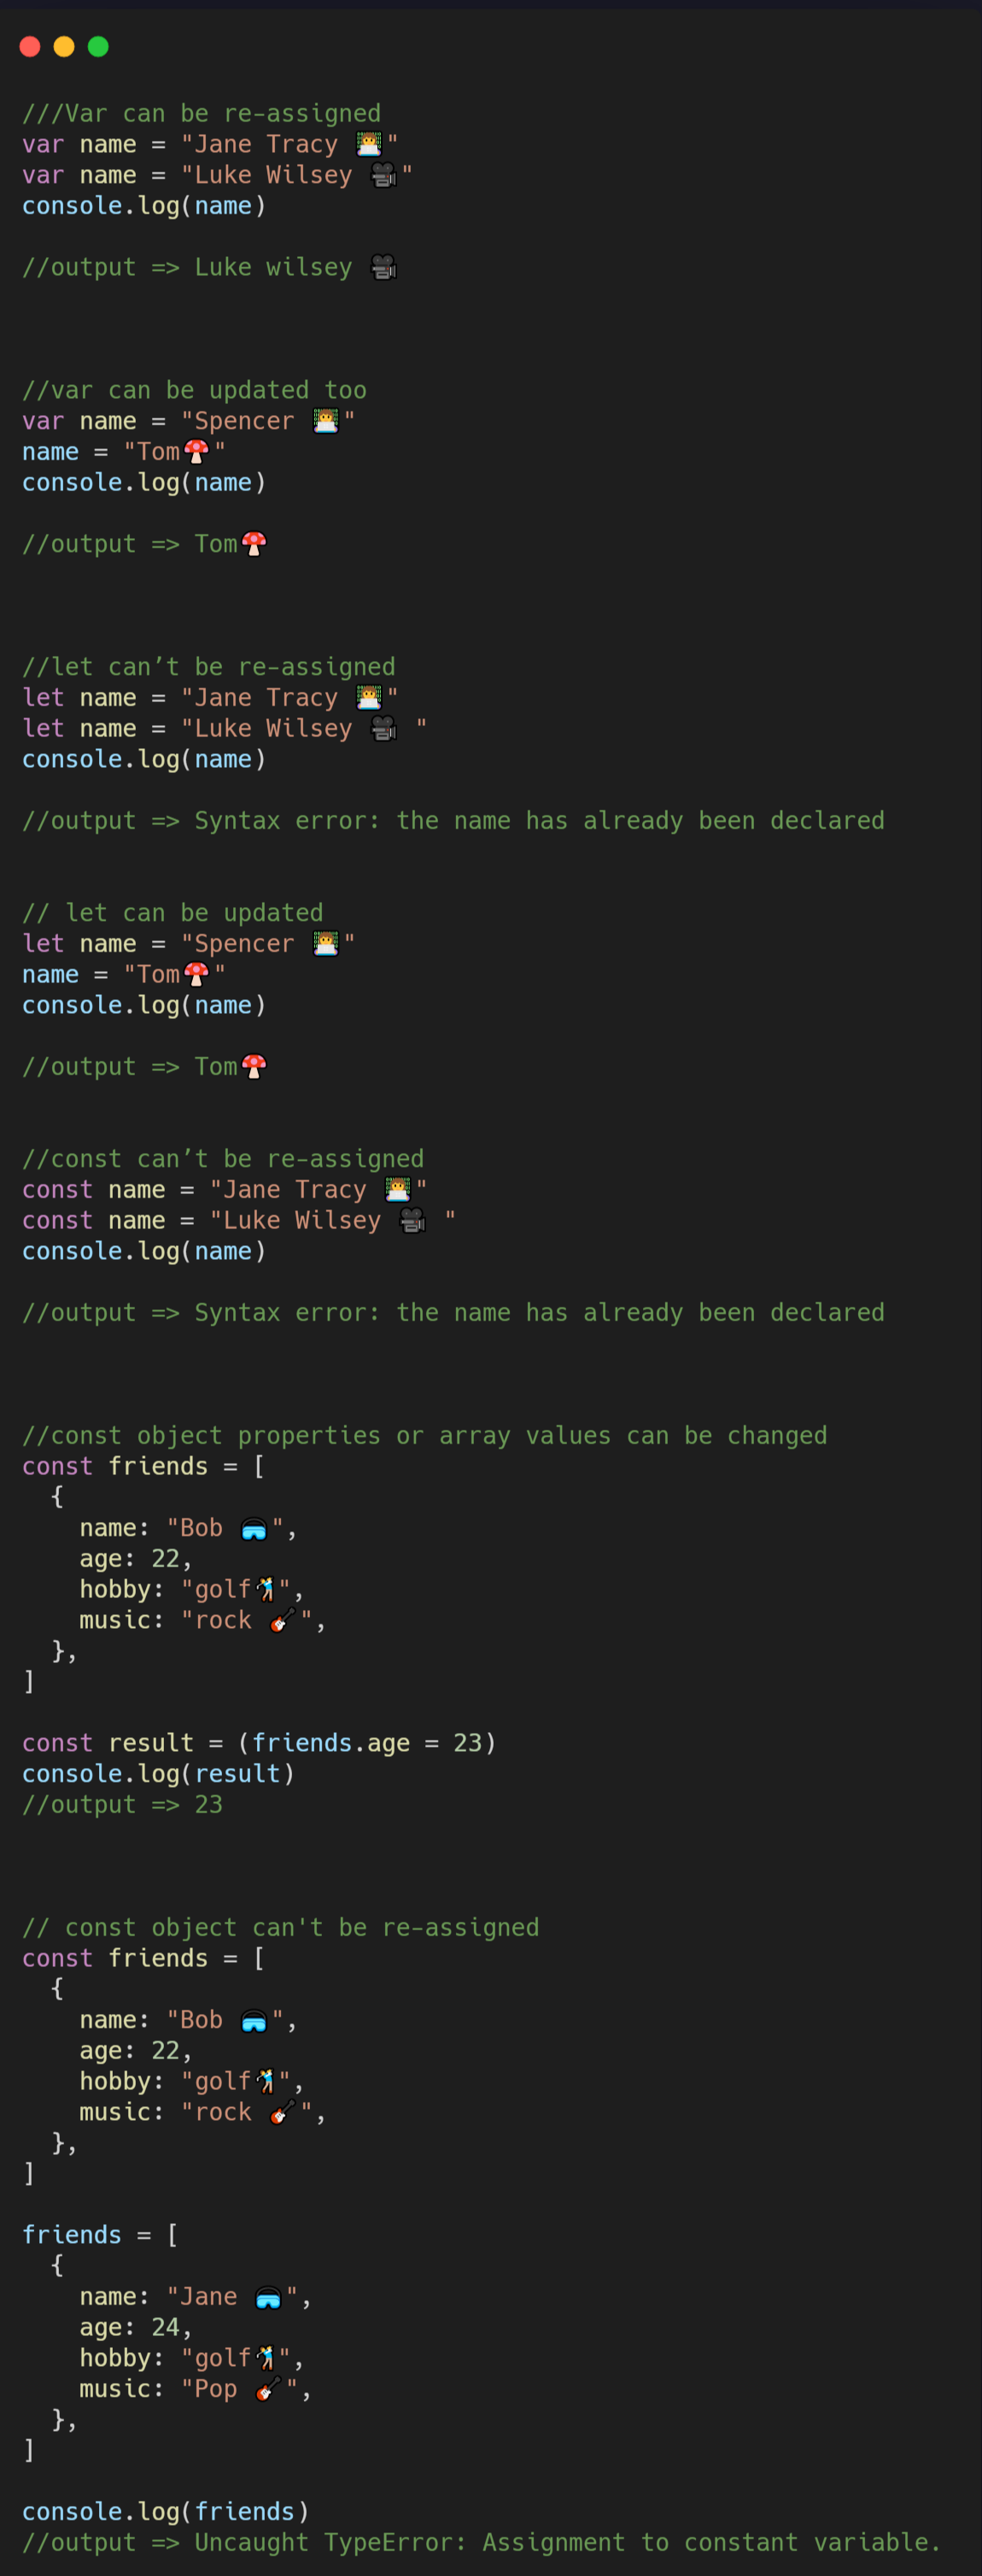 ///Var can be re-assigned
var name = "Jane Tracy 👨‍💻"
var name = "Luke Wilsey 🎥"
console.log(name)
//output => Luke wilsey 🎥
//var can be updated too
var name = "Spencer 👨‍💻"
name = "Tom🍄"
console.log(name)
//output => Tom🍄
//let can’t be re-assigned
let name = "Jane Tracy 👨‍💻"
let name = "Luke Wilsey 🎥 "
console.log(name)
//output => Syntax error: the name has already been declared
// let can be updated
let name = "Spencer 👨‍💻"
name = "Tom🍄"
console.log(name)
//output => Tom🍄
//const can’t be re-assigned
const name = "Jane Tracy 👨‍💻"
const name = "Luke Wilsey 🎥 "
console.log(name)
//output => Syntax error: the name has already been declared
//const object properties or array values can be changed
const friends = [
  {
    name: "Bob 🥽",
    age: 22,
    hobby: "golf🏌",
    music: "rock 🎸",
  },
]
const result = (friends.age = 23)
console.log(result)
//output => 23
// const object can't be re-assigned
const friends = [
  {
    name: "Bob 🥽",
    age: 22,
    hobby: "golf🏌",
    music: "rock 🎸",
  },
]
friends = [
  {
    name: "Jane 🥽",
    age: 24,
    hobby: "golf🏌",
    music: "Pop 🎸",
  },
]
console.log(friends)
//output => Uncaught TypeError: Assignment to constant variable.